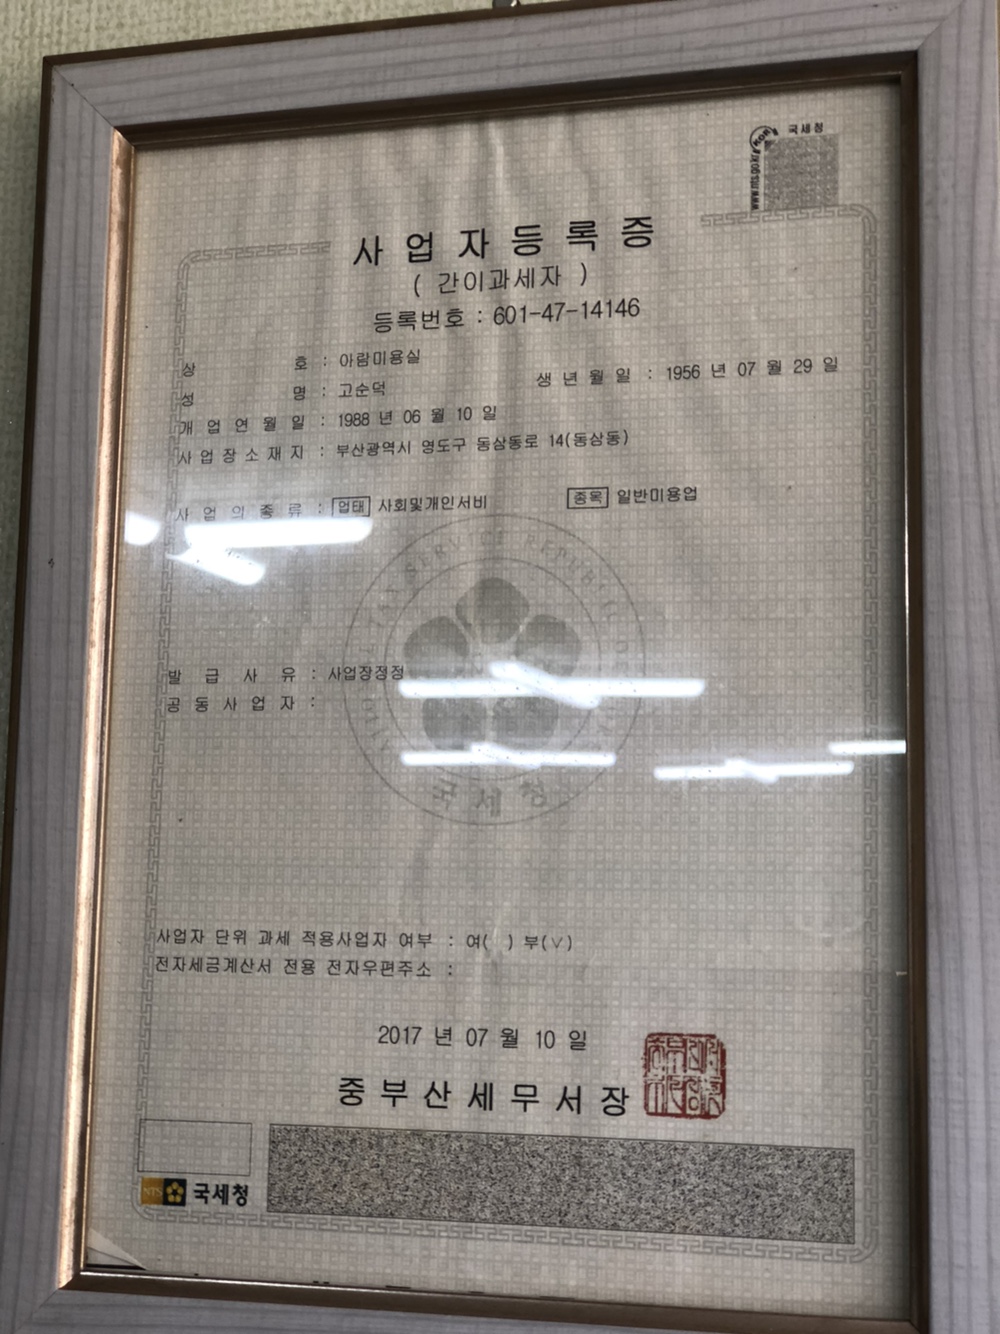 국세청
사업자등록증
( 간이과세자 )
등록번호 : 601-47-14146
상 호 : 아람미용실
성 명 : 고순덕 생년월일 : 1956 년 07 월 29 일
개업연월일 : 1988 년 06 월 10 일
사업장소재지 : 부산광역시 영도구 동삼동로 14(동삼동)
사업의종류 : 업태 사회및개인서비 종목 일반미용업
발급사유 : 사업장정정
공동사업자 :
국세청
사업자 단위 과세 적용사업자 여부 : 여( ) 부(∨)
전자세금계산서 전용 전자우편주소 :
2017 년 07 월 10 일
중부산세무서장
NTS 국세청